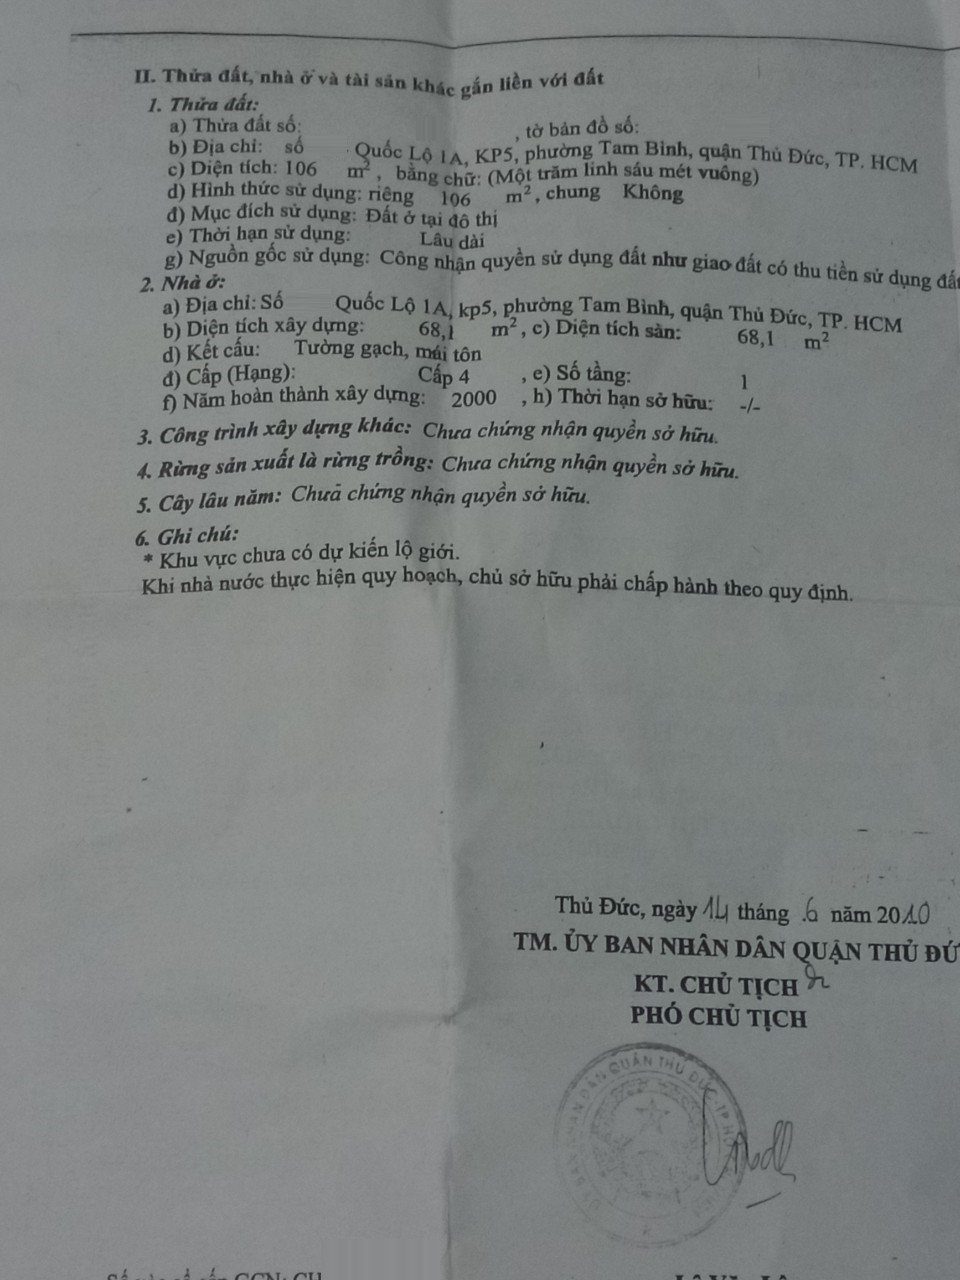 II. Thửa đất, nhà ở và tài sản khác gắn liền với đất
1. Thửa đất:
a) Thửa đất số: , tờ bản đồ số:
b) Địa chỉ: số Quốc Lộ 1A, KP5, phường Tam Bình, quận Thủ Đức, TP. HCM
c) Diện tích: 106 m², bằng chữ: (Một trăm linh sáu mét vuông)
d) Hình thức sử dụng: riêng 106 m², chung Không
đ) Mục đích sử dụng: Đất ở tại đô thị
e) Thời hạn sử dụng: Lâu dài
g) Nguồn gốc sử dụng: Công nhận quyền sử dụng đất như giao đất có thu tiền sử dụng đất
2. Nhà ở:
a) Địa chỉ: Số Quốc Lộ 1A, kp5, phường Tam Bình, quận Thủ Đức, TP. HCM
b) Diện tích xây dựng: 68,1 m², c) Diện tích sàn: 68,1 m²
d) Kết cấu: Tường gạch, mái tôn
đ) Cấp (Hạng): Cấp 4 , e) Số tầng: 1
f) Năm hoàn thành xây dựng: 2000 , h) Thời hạn sở hữu: -/-
3. Công trình xây dựng khác: Chưa chứng nhận quyền sở hữu.
4. Rừng sản xuất là rừng trồng: Chưa chứng nhận quyền sở hữu.
5. Cây lâu năm: Chưa chứng nhận quyền sở hữu.
6. Ghi chú:
* Khu vực chưa có dự kiến lộ giới.
Khi nhà nước thực hiện quy hoạch, chủ sở hữu phải chấp hành theo quy định.
Thủ Đức, ngày 14 tháng 6 năm 2010
TM. ỦY BAN NHÂN DÂN QUẬN THỦ ĐỨ
KT. CHỦ TỊCH
PHÓ CHỦ TỊCH
ỦY BAN NHÂN DÂN QUẬN THỦ ĐỨC